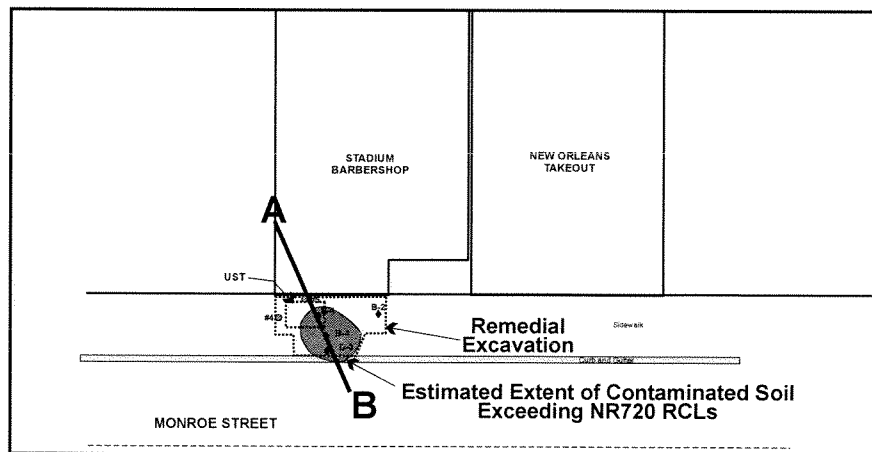 STADIUM
BARBERSHOP
NEW ORLEANS
TAKEOUT
A
UST
B-2
Remedial
Excavation
Sidewalk
Curb and Gutter
B
Estimated Extent of Contaminated Soil
Exceeding NR720 RCLs
MONROE STREET